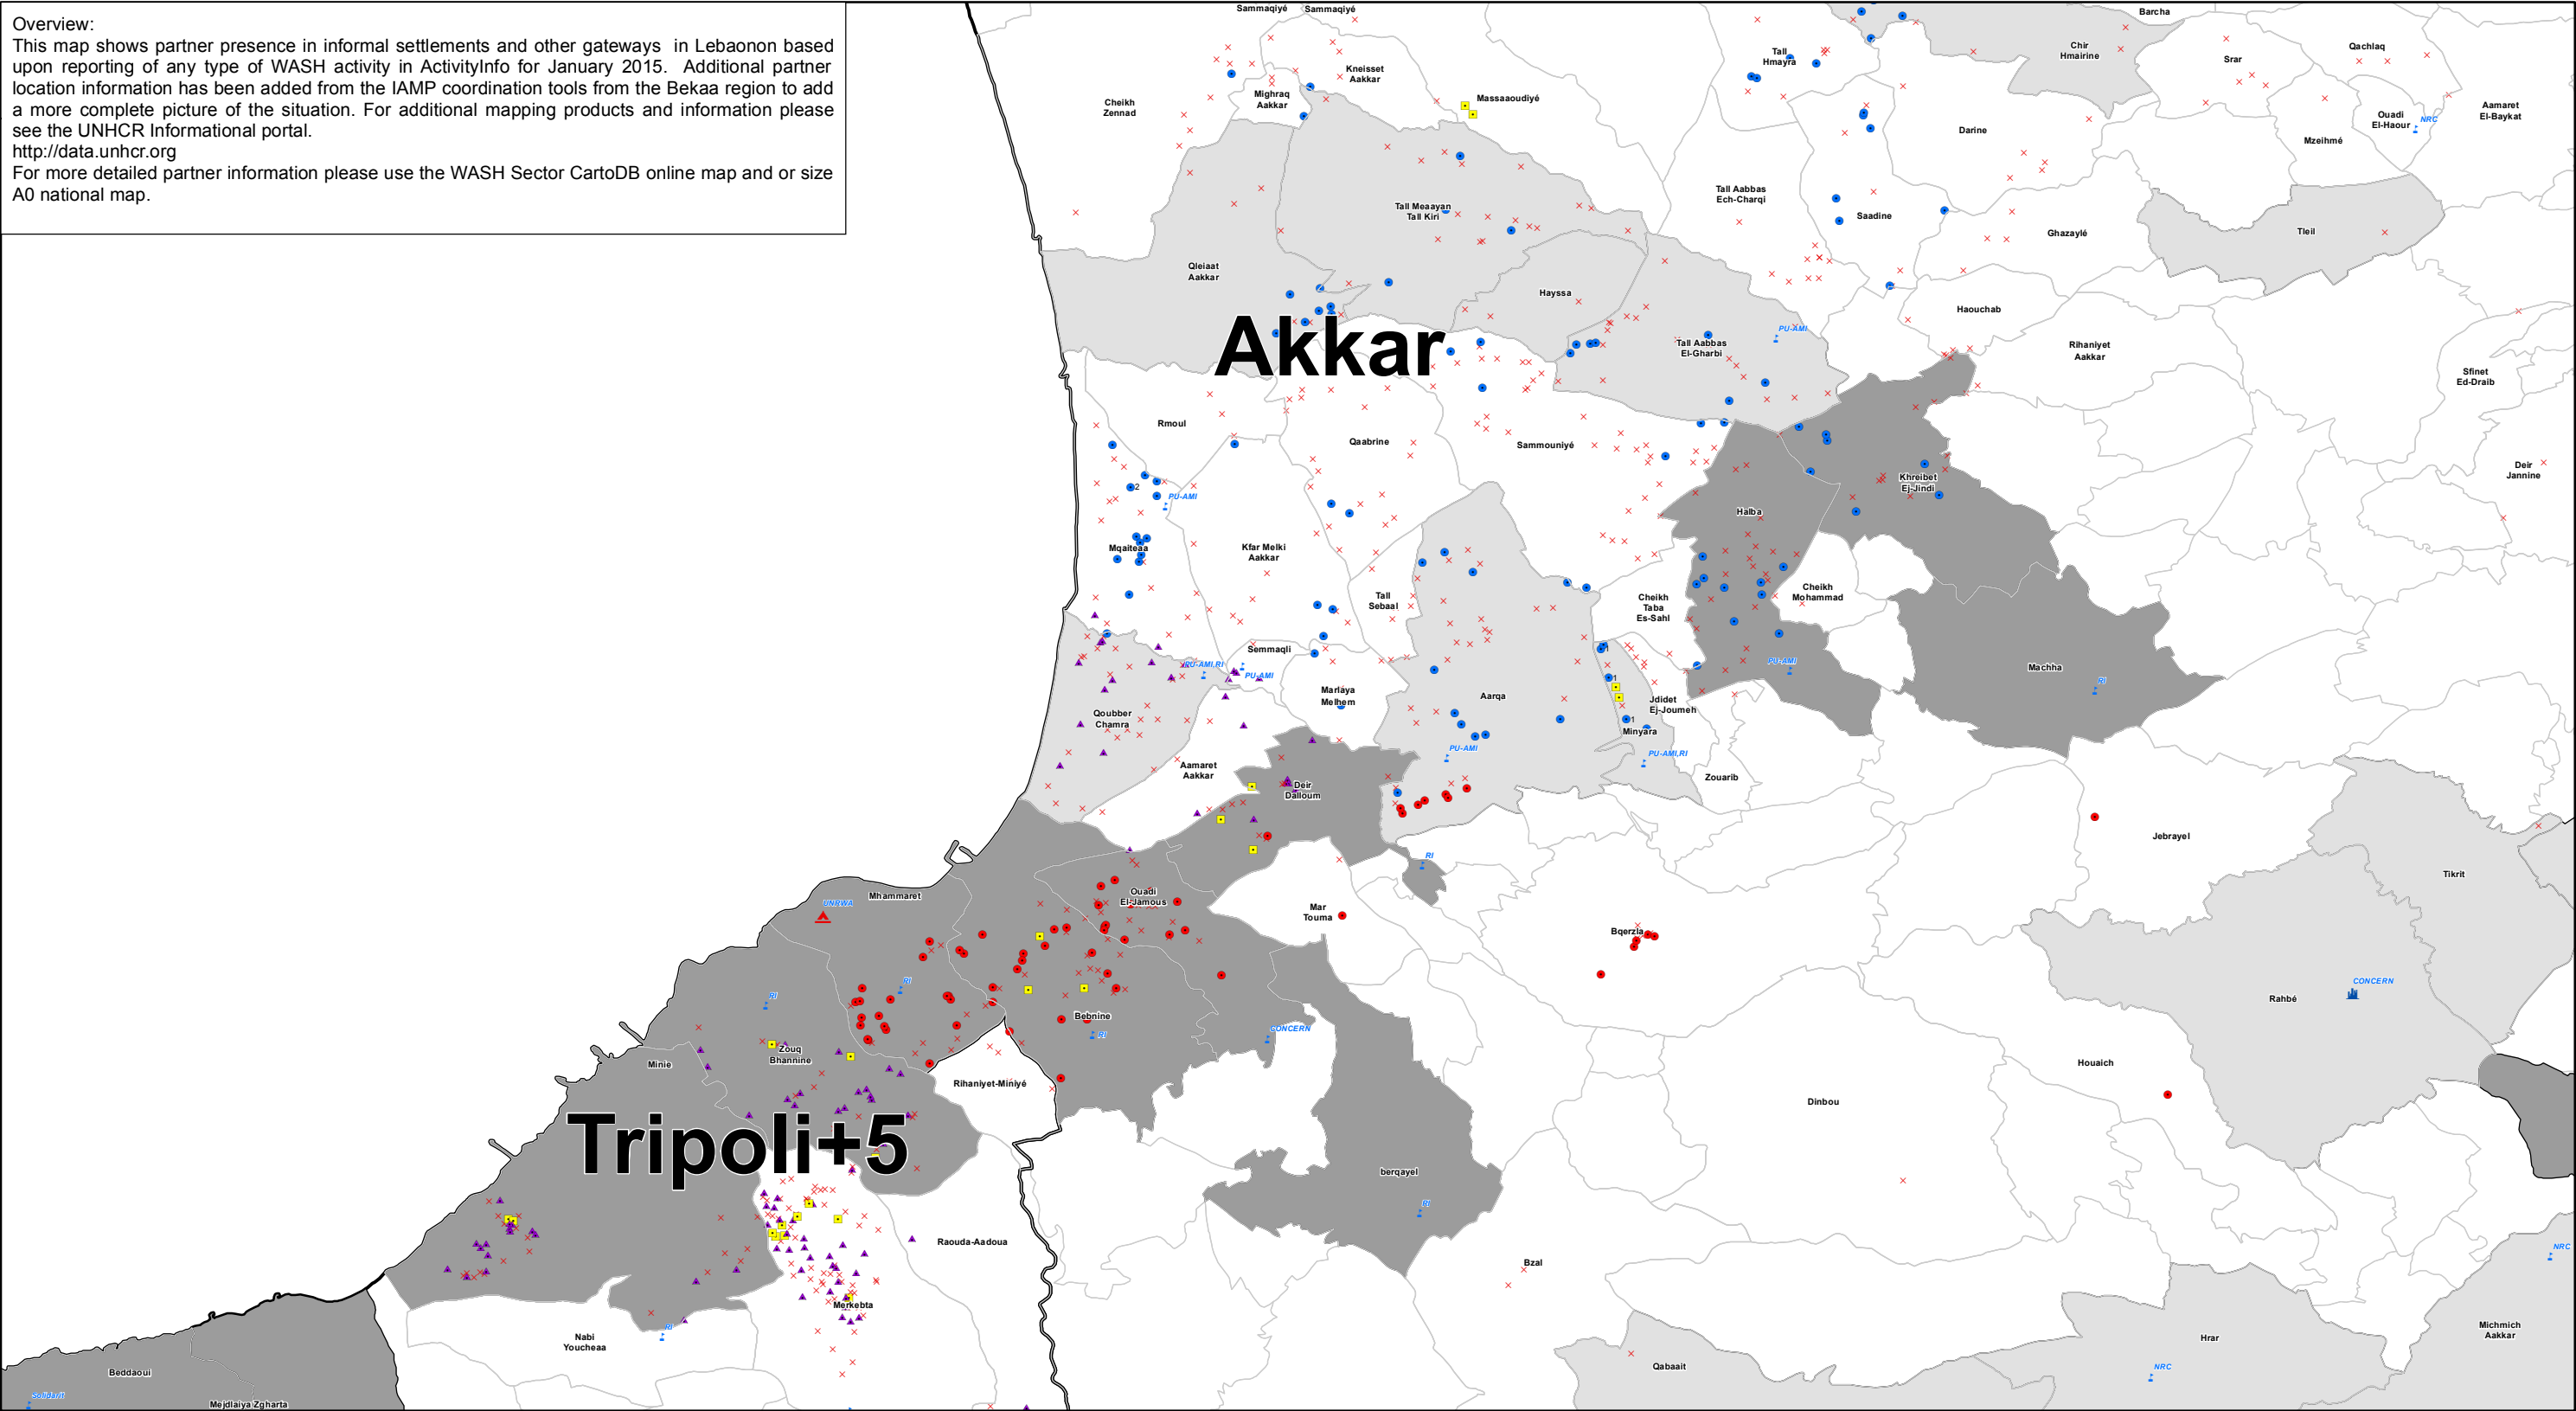 Overview:
This map shows partner presence in informal settlements and other gateways in Lebaonon based
upon reporting of any type of WASH activity in ActivityInfo for January 2015. Additional partner
location information has been added from the IAMP coordination tools from the Bekaa region to add
a more complete picture of the situation. For additional mapping products and information please
see the UNHCR Informational portal.
http://data.unhcr.org
For more detailed partner information please use the WASH Sector CartoDB online map and or size
A0 national map.
Sammaqiyé
Sammaqiyé
Barcha
Tall
Hmayra
Chir
Hmairine
Srar
Qachlaq
Kneisset
Aakkar
Cheikh
Zennad
Mighraq
Aakkar
Massaaoudiyé
Aamaret
El-Baykat
Ouadi
El-Haour
NRC
Darine
Mzeihmé
Tall Aabbas
Ech-Charqi
Tall Meaayan
Tall Kiri
Saadine
Ghazaylé
Tleil
Qleiaat
Aakkar
Hayssa
Haouchab
Akkar
PU-AMI
Tall Aabbas
El-Gharbi
Rihaniyet
Aakkar
Sfinet
Ed-Draib
Rmoul
Qaabrine
Sammouniyé
Deir
Jannine
Khreibet
Ej-Jindi
2
PU-AMI
Halba
Mqaiteaa
Kfar Melki
Aakkar
Tall
Sebaal
Cheikh
Taba
Es-Sahl
Cheikh
Mohammad
Semmaqli
1
PU-AMI,RI
PU-AMI
PU-AMI
Machha
RI
1
Marlaya
Melhem
Aarqa
Jdidet
Ej-Joumeh
Qoubber
Chamra
1
Minyara
PU-AMI
PU-AMI,RI
Aamaret
Aakkar
Zouarib
Deir
Dalloum
Jebrayel
RI
Tikrit
Mhammaret
Ouadi
El-Jamous
UNRWA
Mar
Touma
Bqerzla
RI
CONCERN
Rahbé
RI
Bebnine
RI
CONCERN
Zouq
Bhannine
Minie
Houaich
Rihaniyet-Miniyé
Dinbou
Tripoli+5
berqayel
RI
Raouda-Aadoua
NRC
Bzal
Merkebta
RI
Nabi
Youcheaa
Michmich
Aakkar
Hrar
Qabaait
NRC
Beddaoui
Solidarit
Mejdlaiya Zgharta